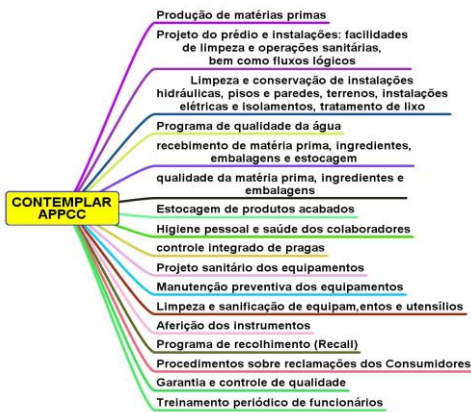 Produção de matérias primas
Projeto do prédio e instalações: facilidades
de limpeza e operações sanitárias,
bem como fluxos lógicos
Limpeza e conservação de instalações
hidráulicas, pisos e paredes, terrenos, instalações
elétricas e isolamentos, tratamento de lixo
Programa de qualidade da água
recebimento de matéria prima, ingredientes,
embalagens e estocagem
qualidade da matéria prima, ingredientes e
embalagens
CONTEMPLAR
APPCC
Estocagem de produtos acabados
Higiene pessoal e saúde dos colaboradores
controle integrado de pragas
Projeto sanitário dos equipamentos
Manutenção preventiva dos equipamentos
Limpeza e sanificação de equipam,entos e utensílios
Aferição dos instrumentos
Programa de recolhimento (Recall)
Procedimentos sobre reclamações dos Consumidores
Garantia e controle de qualidade
Treinamento periódico de funcionários